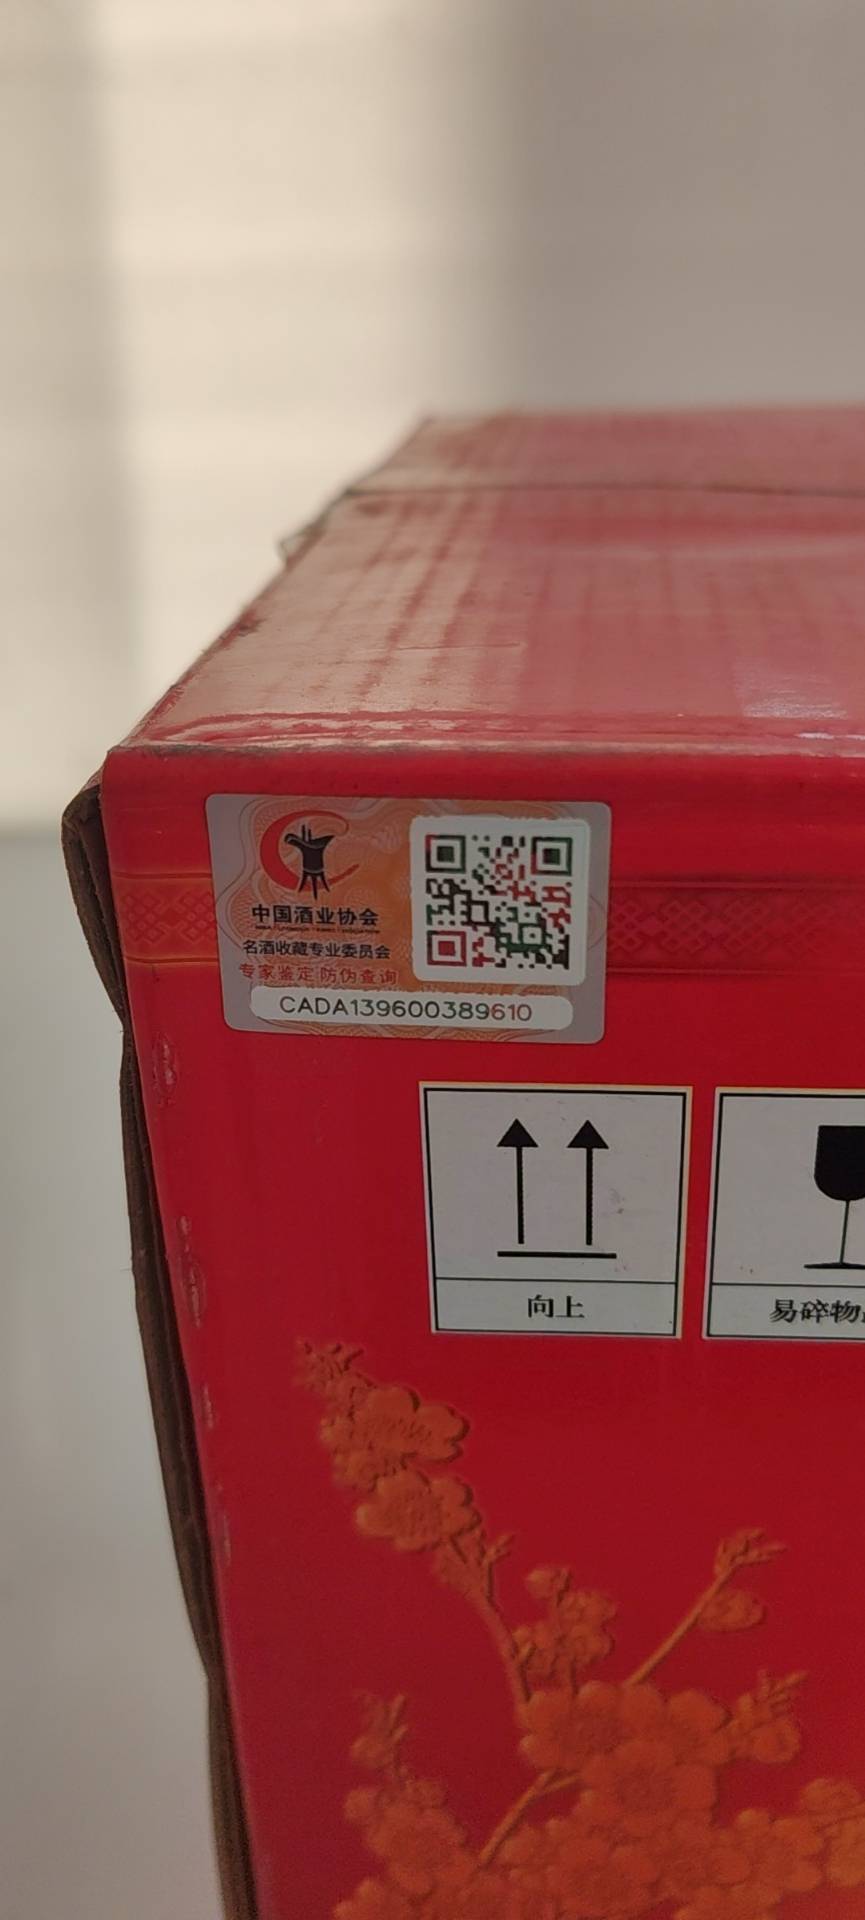 中国酒业协会
名酒收藏专业委员会
专家鉴定 防伪查询
CADA139600389610
向上
易碎物